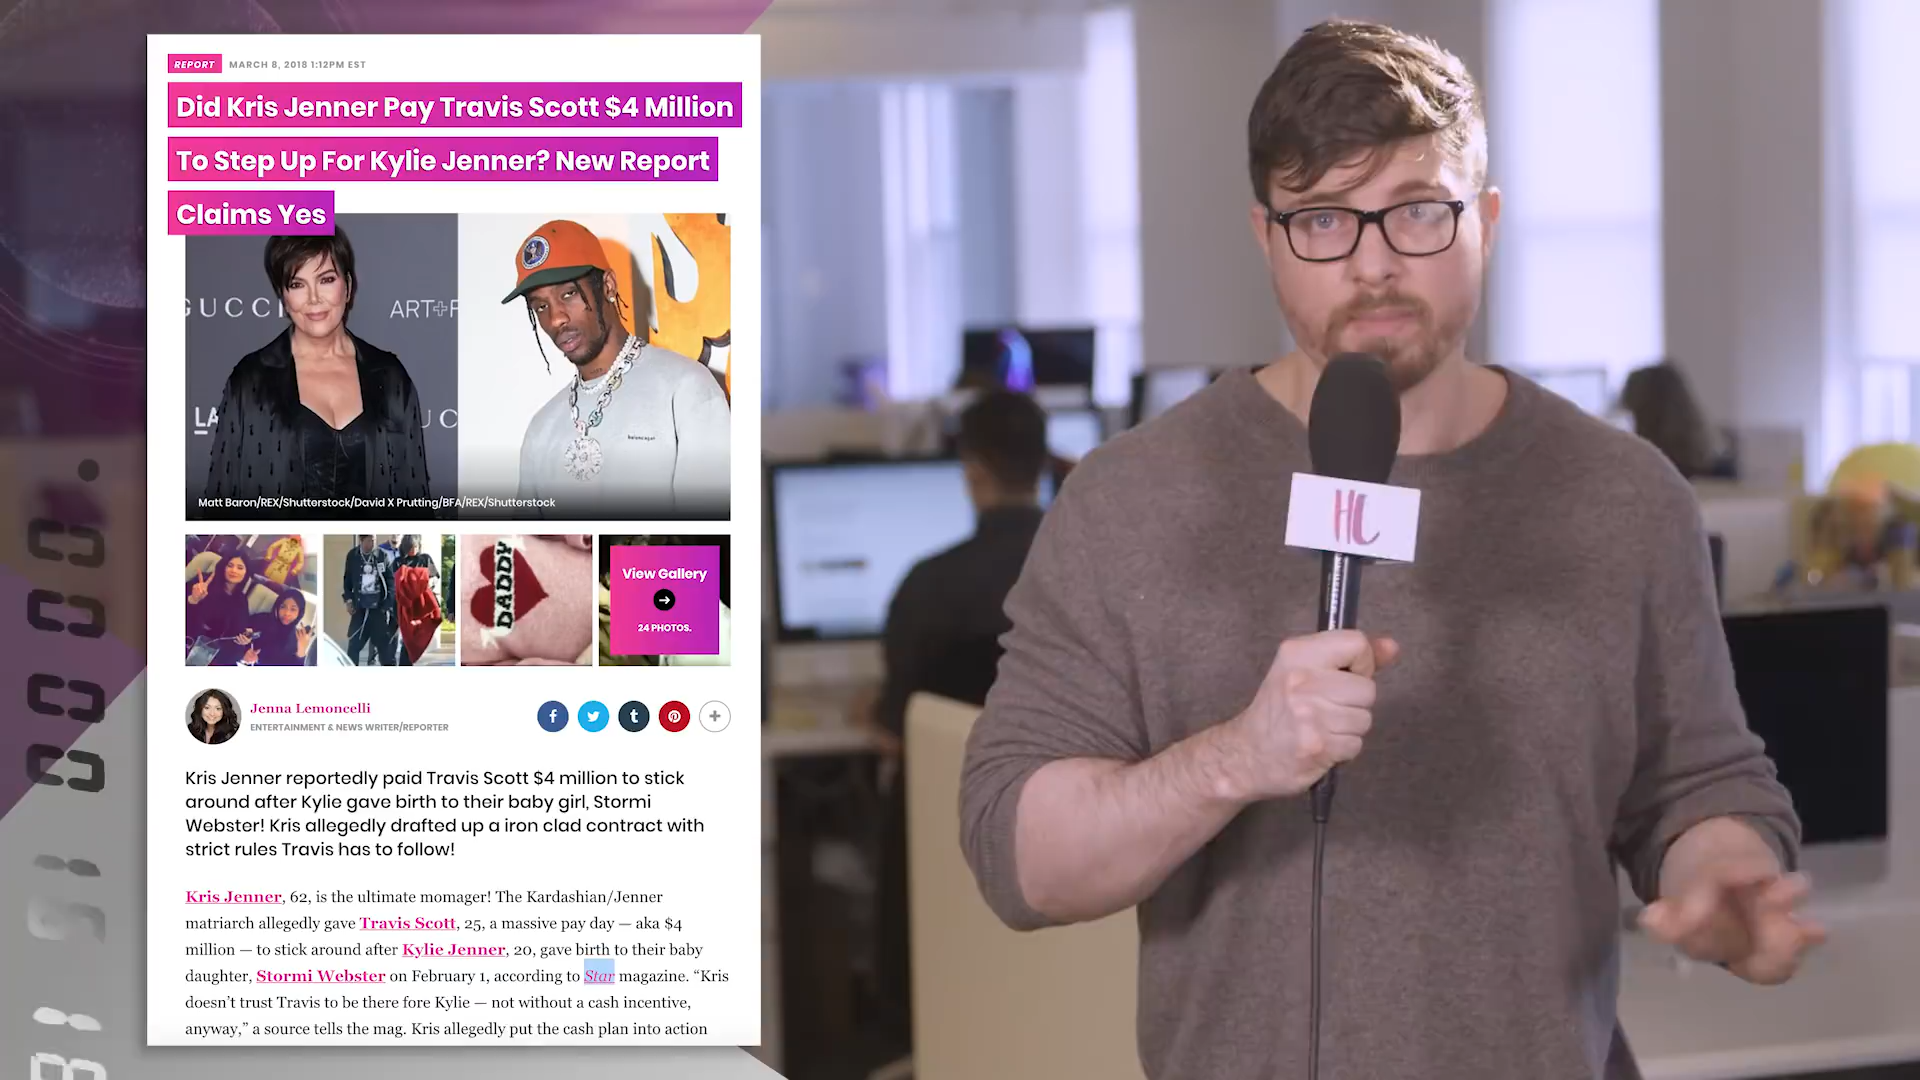 REPORT MARCH 8, 2018 1:12PM EST
Did Kris Jenner Pay Travis Scott $4 Million
To Step Up For Kylie Jenner? New Report
Claims Yes
GUCCI
ART+F
LA
UC
balenciaga
Matt Baron/REX/Shutterstock/David X Prutting/BFA/REX/Shutterstock
DADDY
View Gallery
24 PHOTOS.
Jenna Lemoncelli
ENTERTAINMENT & NEWS WRITER/REPORTER
Kris Jenner reportedly paid Travis Scott $4 million to stick
around after Kylie gave birth to their baby girl, Stormi
Webster! Kris allegedly drafted up a iron clad contract with
strict rules Travis has to follow!
Kris Jenner, 62, is the ultimate momager! The Kardashian/Jenner
matriarch allegedly gave Travis Scott, 25, a massive pay day — aka $4
million — to stick around after Kylie Jenner, 20, gave birth to their baby
daughter, Stormi Webster on February 1, according to Star magazine. “Kris
doesn’t trust Travis to be there fore Kylie — not without a cash incentive,
anyway,” a source tells the mag. Kris allegedly put the cash plan into action
HL